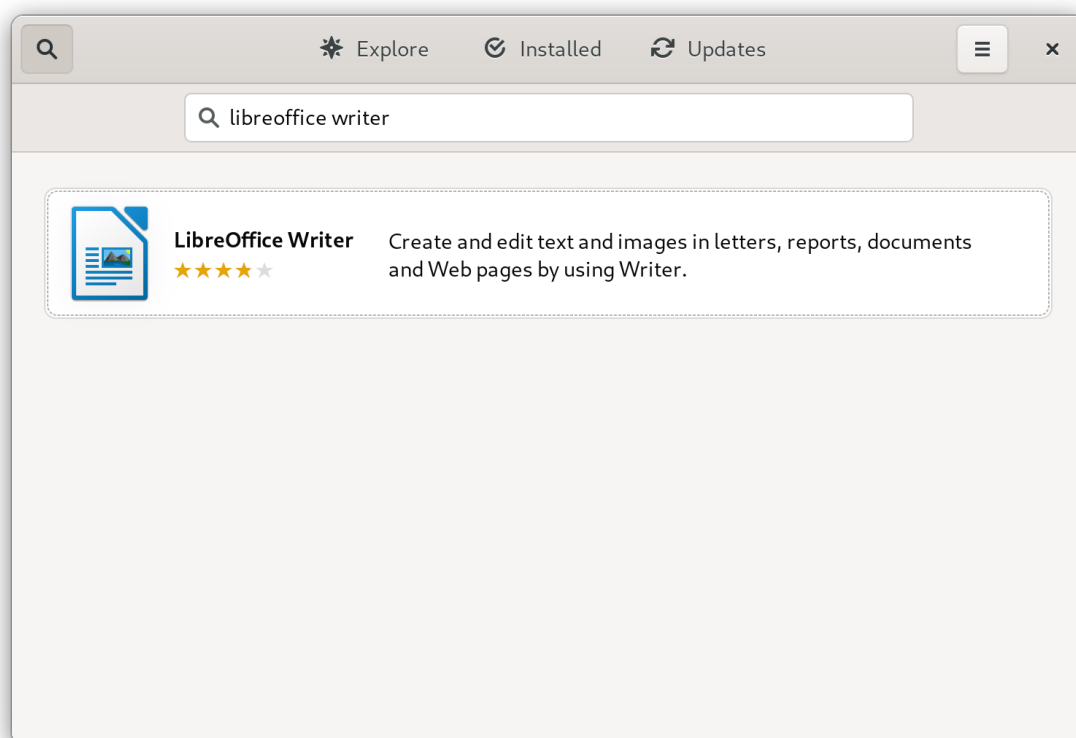 Explore Installed Updates
libreoffice writer
LibreOffice Writer
Create and edit text and images in letters, reports, documents
and Web pages by using Writer.